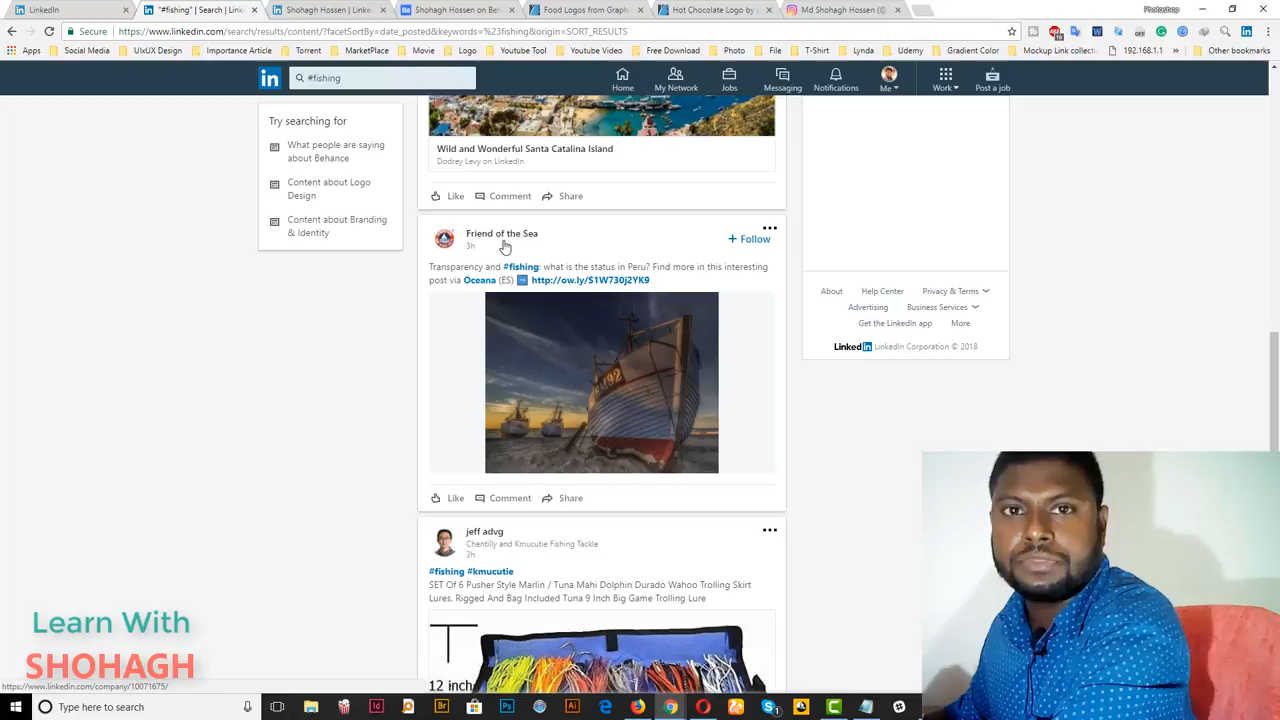 LinkedIn
"#fishing" | Search | Link
Shohagh Hossen | Linke
Shohagh Hossen on Beh
Food Logos from Graph
Hot Chocolate Logo by
Md Shohagh Hossen (@
Photoshop
Secure
https://www.linkedin.com/search/results/content/?facetSortBy=date_posted&keywords=%23fishing&origin=SORT_RESULTS
Apps
Social Media
UIxUX Design
Importance Article
Torrent
MarketPlace
Movie
Logo
Youtube Tool
Youtube Video
Free Download
Photo
File
T-Shirt
Lynda
Udemy
Gradient Color
Mockup Link collect
192.168.1.1
»
Other bookmarks
in
#fishing
Home
My Network
Jobs
Messaging
Notifications
Me
Work
Post a job
Try searching for
What people are saying
about Behance
Content about Logo
Design
Content about Branding
& Identity
Wild and Wonderful Santa Catalina Island
Dodrey Levy on LinkedIn
Like
Comment
Share
Friend of the Sea
3h
+ Follow
Transparency and #fishing: what is the status in Peru? Find more in this interesting
post via Oceana (ES) http://ow.ly/S1W730j2YK9
Like
Comment
Share
jeff advg
Chentilly and Kmucutie Fishing Tackle
3h
#fishing #kmucutie
SET Of 6 Pusher Style Marlin / Tuna Mahi Dolphin Durado Wahoo Trolling Skirt
Lures. Rigged And Bag Included Tuna 9 Inch Big Game Trolling Lure
12 inch
About
Help Center
Privacy & Terms
Advertising
Business Services
Get the LinkedIn app
More
Linked in LinkedIn Corporation © 2018
Learn With
SHOHAGH
https://www.linkedin.com/company/10071675/
Type here to search